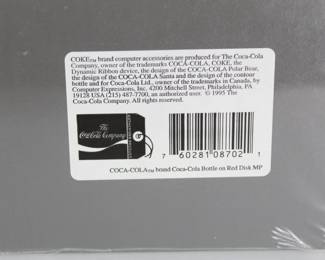 COKE™ brand computer accessories are produced for The Coca-Cola
Company, owner of the trademarks COCA-COLA, COKE, the
Dynamic Ribbon device, the design of the COCA-COLA Polar Bear,
the design of the COCA-COLA Santa and the design of the contour
bottle and for Coca-Cola Ltd., owner of the trademarks in Canada, by
Computer Expressions, Inc. 4200 Mitchell Street, Philadelphia, PA
19128 USA (215) 487-7700, an authorized user. © 1995 The
Coca-Cola Company. All rights reserved.
The
Coca-Cola Company
7 60281 08702 1
COCA-COLA™ brand Coca-Cola Bottle on Red Disk MP